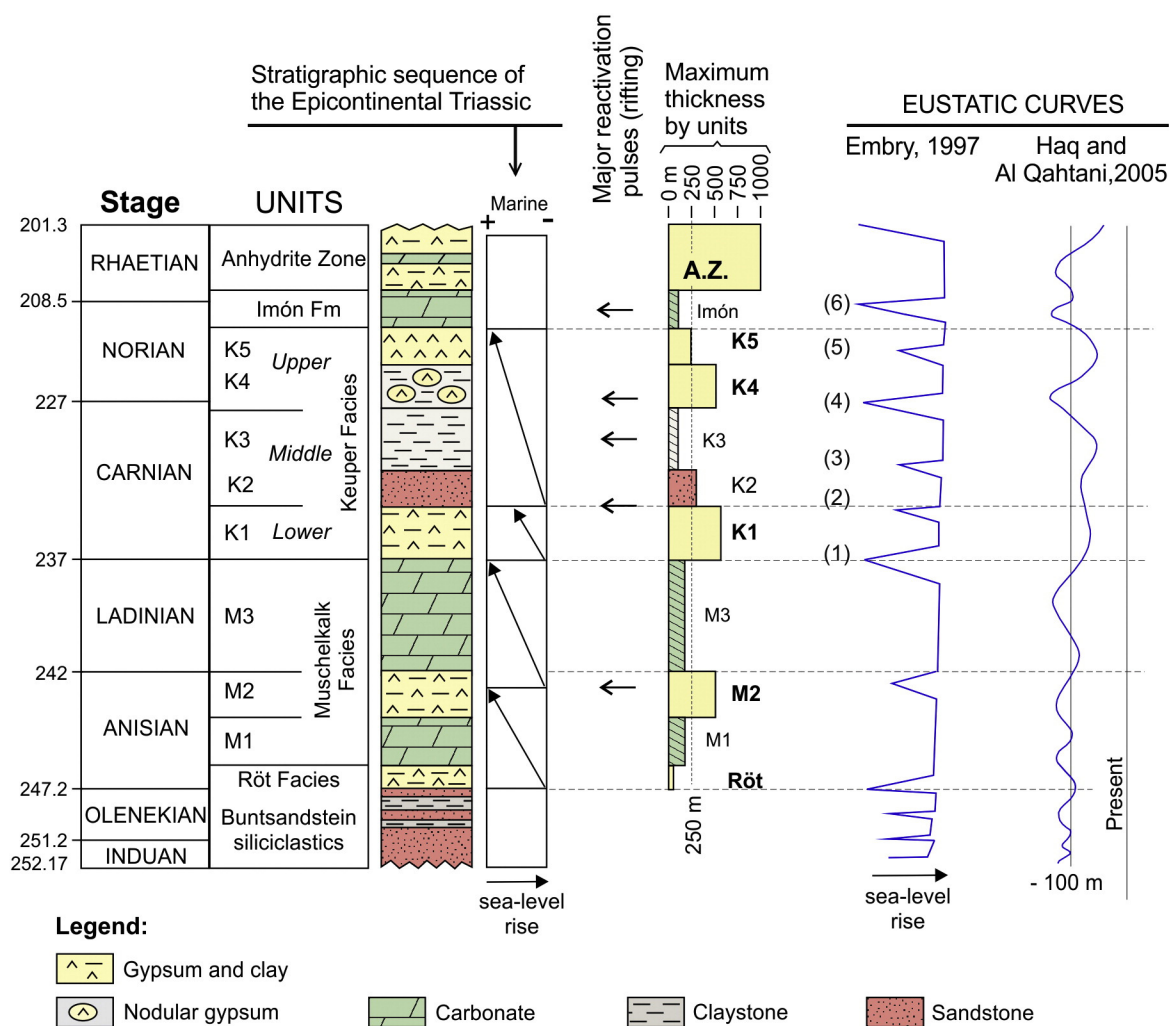 Stratigraphic sequence of
the Epicontinental Triassic
Major reactivation
pulses (rifting)
Maximum
thickness
by units
0 m
250
500
750
1000
EUSTATIC CURVES
Embry, 1997
Haq and
Al Qahtani,2005
Stage
UNITS
Marine
+
-
201.3
RHAETIAN
Anhydrite Zone
A.Z.
208.5
Imón Fm
Imón
(6)
NORIAN
K5
Upper
K4
K5
(5)
K4
227
(4)
Keuper Facies
CARNIAN
K3
Middle
K2
K3
(3)
K2
(2)
K1
Lower
K1
237
(1)
LADINIAN
M3
M3
Muschelkalk
Facies
242
ANISIAN
M2
M2
M1
M1
Röt Facies
Röt
247.2
OLENEKIAN
Buntsandstein
siliciclastics
251.2
INDUAN
252.17
250 m
Present
- 100 m
sea-level
rise
sea-level
rise
Legend:
Gypsum and clay
Nodular gypsum
Carbonate
Claystone
Sandstone